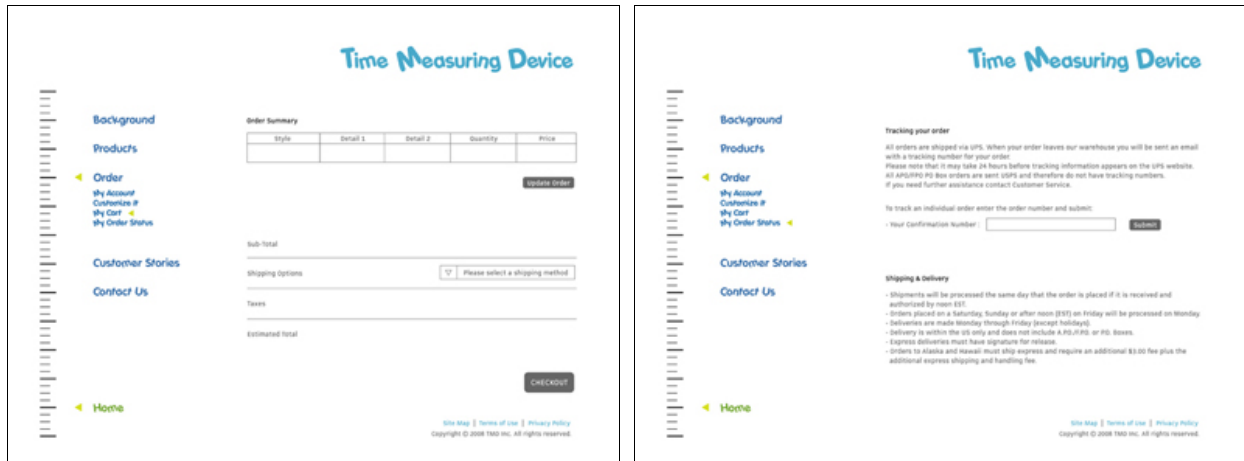 Time Measuring Device
Background
Products
Order
My Account
Customize it
My Cart
My Order Status
Customer Stories
Contact Us
Home
Order Summary
Style Detail 1 Detail 2 Quantity Price
Update Order
Sub-Total
Shipping Options
Please select a shipping method
Taxes
Estimated Total
CHECKOUT
Site Map | Terms of Use | Privacy Policy
Copyright © 2008 TMD Inc. All rights reserved.
Time Measuring Device
Background
Products
Order
My Account
Customize it
My Cart
My Order Status
Customer Stories
Contact Us
Home
Tracking your order
All orders are shipped via UPS. When your order leaves our warehouse you will be sent an email
with a tracking number for your order.
Please note that it may take 24 hours before tracking information appears on the UPS website.
All APO/FPO PO Box orders are sent USPS and therefore do not have tracking numbers.
If you need further assistance contact Customer Service.
To track an individual order enter the order number and submit:
- Your Confirmation Number :
Submit
Shipping & Delivery
- Shipments will be processed the same day that the order is placed if it is received and
authorized by noon EST.
- Orders placed on a Saturday, Sunday or after noon (EST) on Friday will be processed on Monday.
- Deliveries are made Monday through Friday (except holidays).
- Delivery is within the US only and does not include A.P.O./F.P.O. or P.O. Boxes.
- Express deliveries must have signature for release.
- Orders to Alaska and Hawaii must ship express and require an additional $3.00 fee plus the
additional express shipping and handling fee.
Site Map | Terms of Use | Privacy Policy
Copyright © 2008 TMD Inc. All rights reserved.